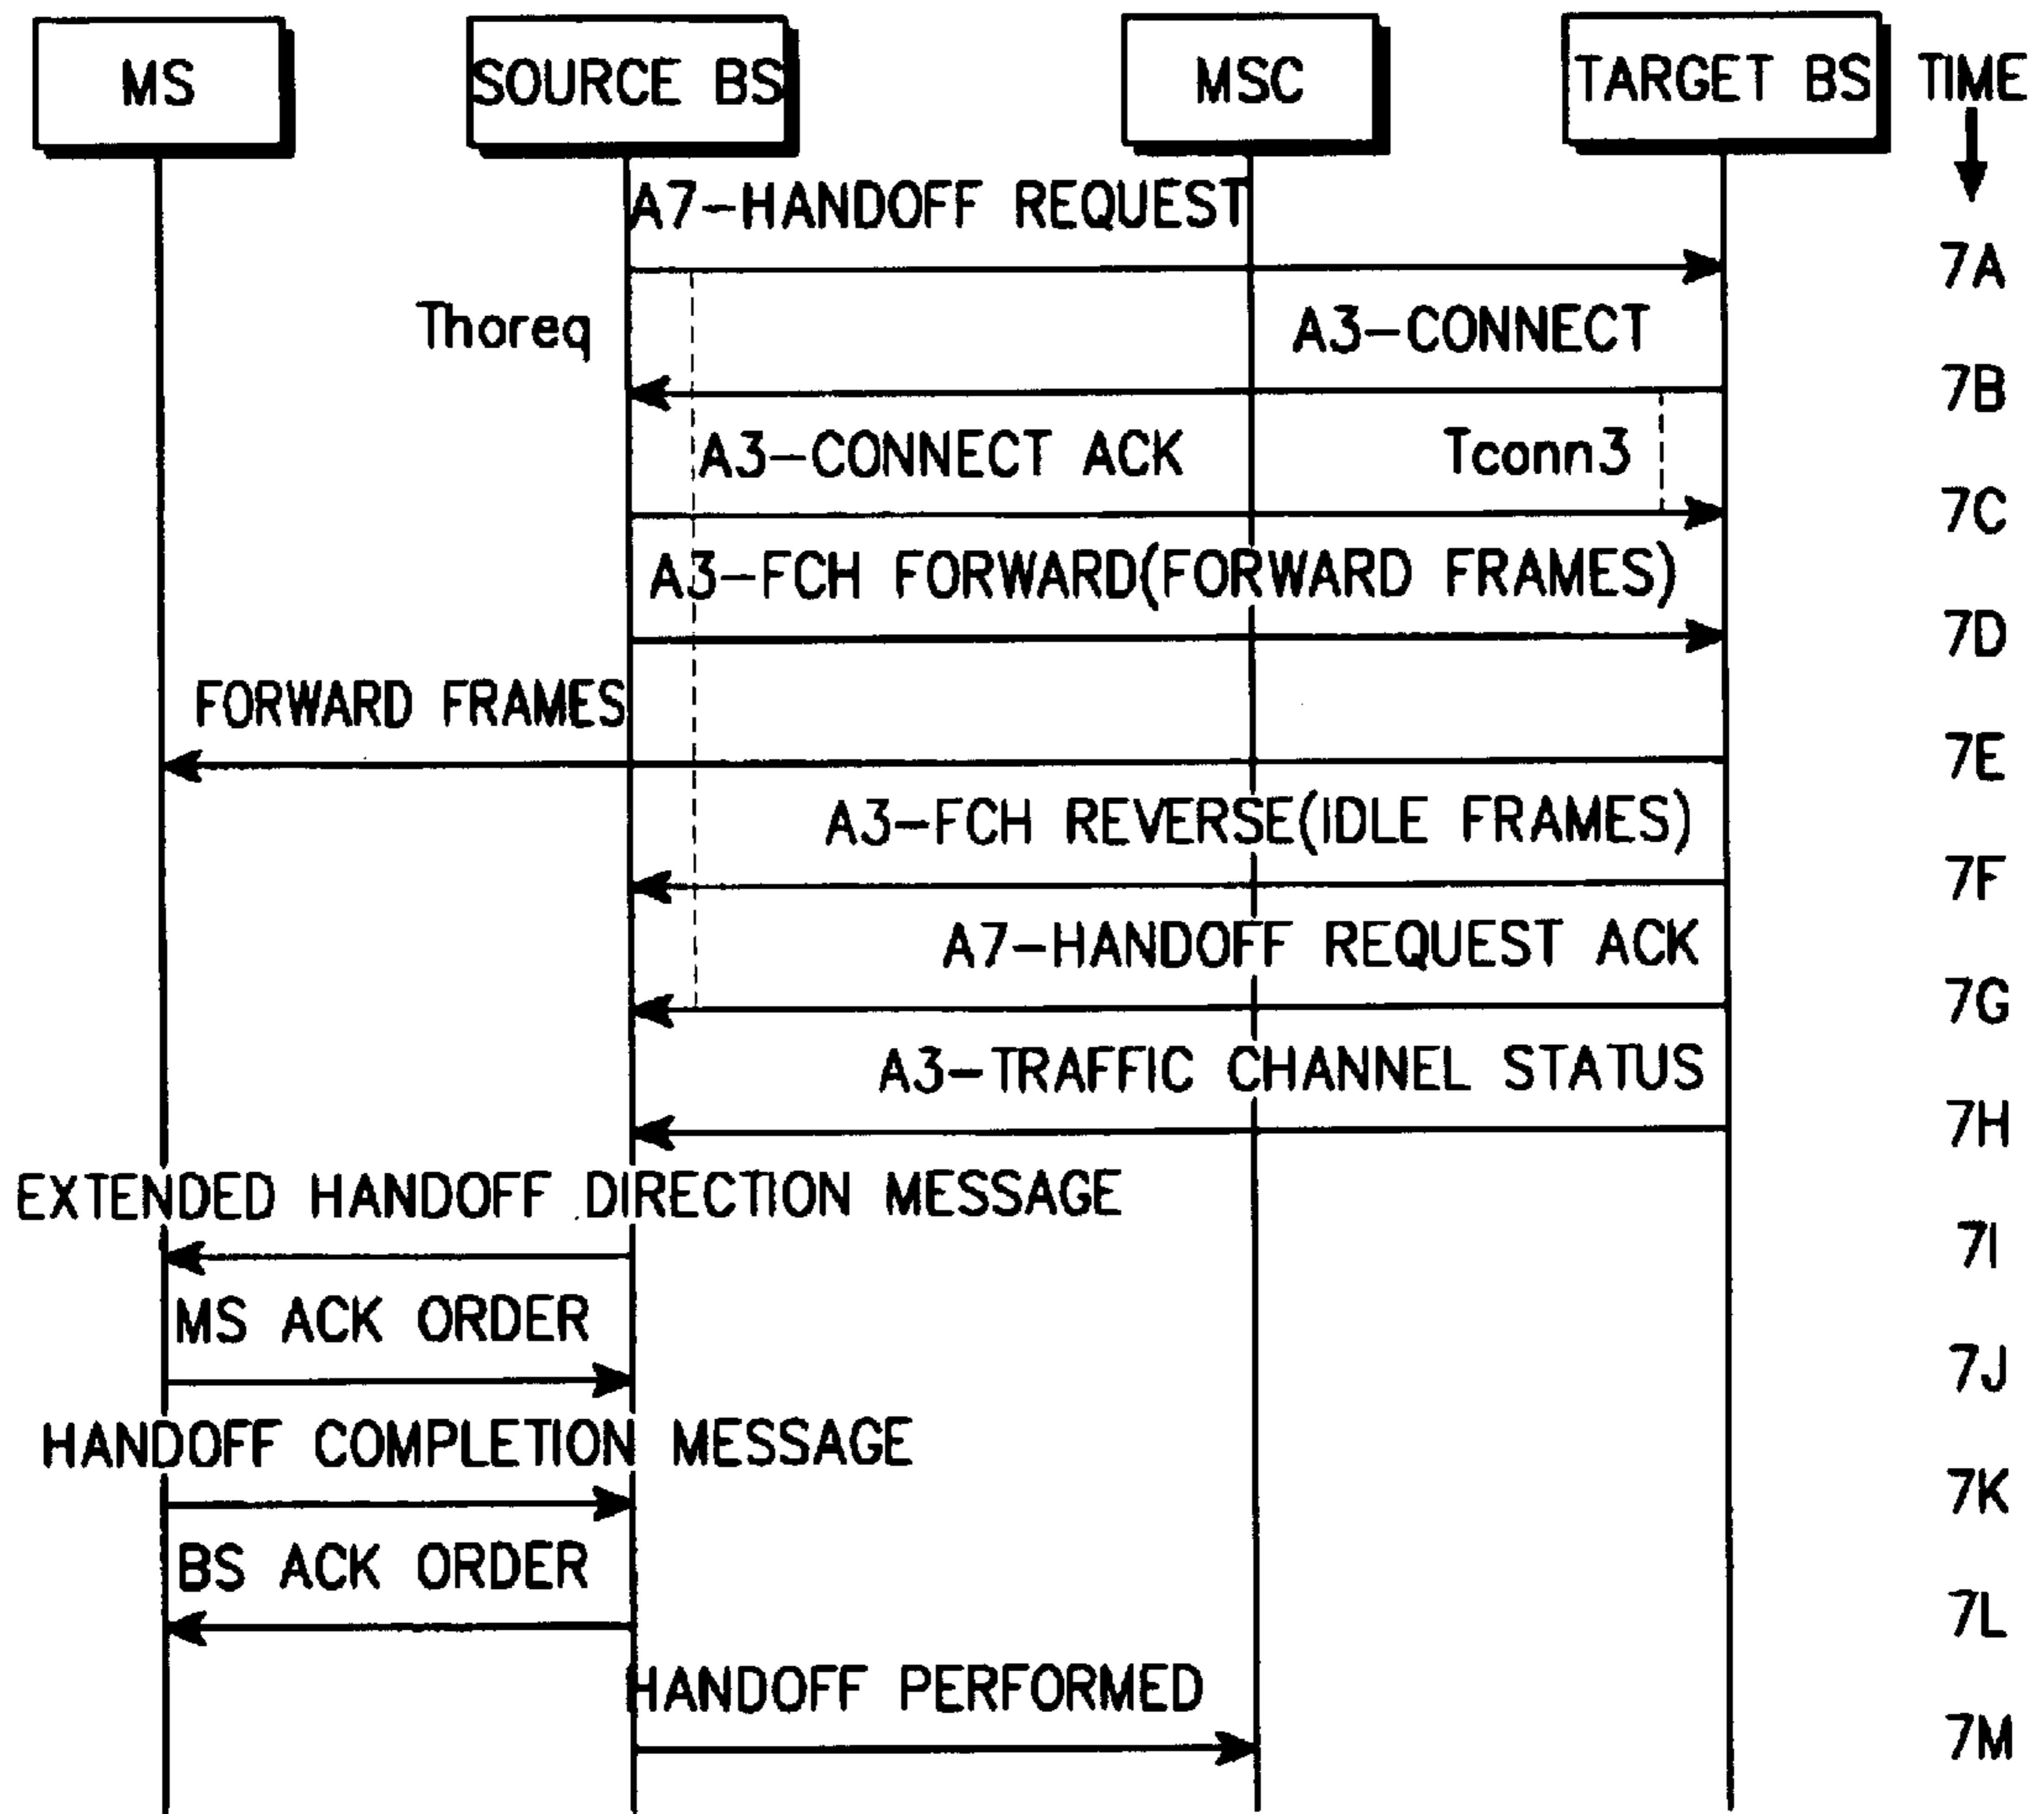 MS
SOURCE BS
MSC
TARGET BS
TIME
A7-HANDOFF REQUEST
7A
Thoreq
A3-CONNECT
7B
A3-CONNECT ACK
Tconn3
7C
A3-FCH FORWARD(FORWARD FRAMES)
7D
FORWARD FRAMES
7E
A3-FCH REVERSE(IDLE FRAMES)
7F
A7-HANDOFF REQUEST ACK
7G
A3-TRAFFIC CHANNEL STATUS
7H
EXTENDED HANDOFF DIRECTION MESSAGE
7I
MS ACK ORDER
7J
HANDOFF COMPLETION MESSAGE
7K
BS ACK ORDER
7L
HANDOFF PERFORMED
7M